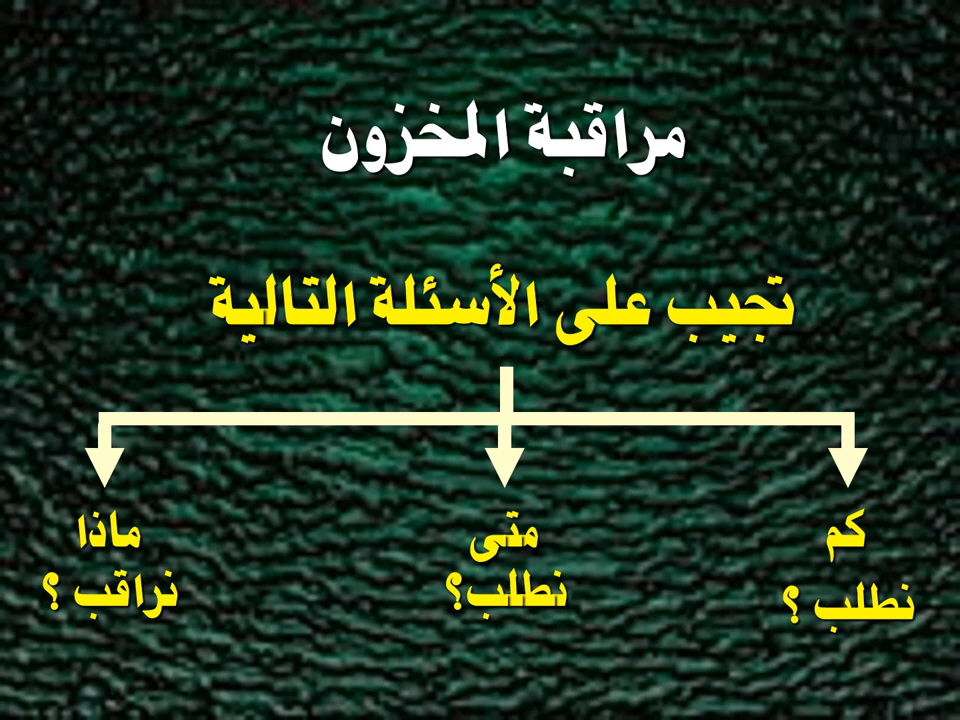 مراقبة المخزون
تجيب على الأسئلة التالية
كم
نطلب ؟
متى
نطلب؟
ماذا
نراقب ؟